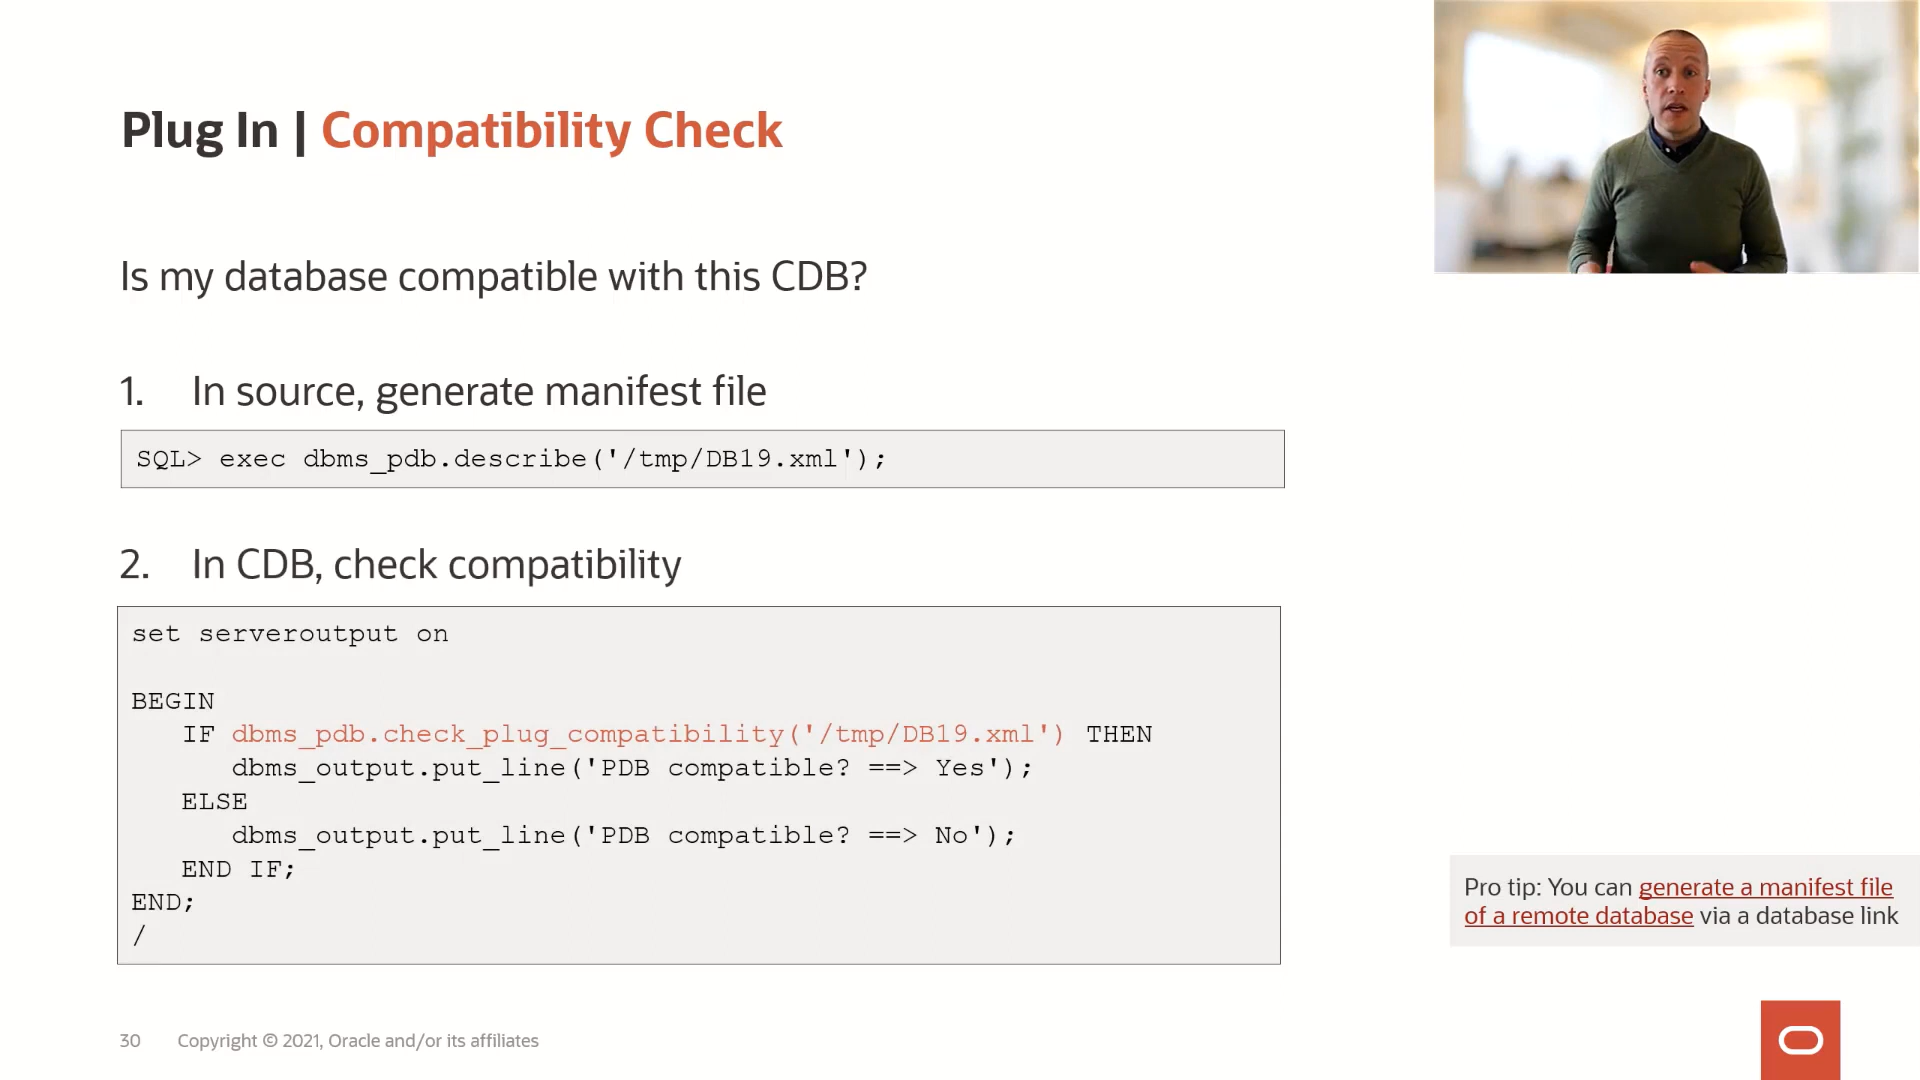 Plug In | Compatibility Check
Is my database compatible with this CDB?
1. In source, generate manifest file
SQL> exec dbms_pdb.describe('/tmp/DB19.xml');
2. In CDB, check compatibility
set serveroutput on
BEGIN
IF dbms_pdb.check_plug_compatibility('/tmp/DB19.xml') THEN
dbms_output.put_line('PDB compatible? ==> Yes');
ELSE
dbms_output.put_line('PDB compatible? ==> No');
END IF;
END;
/
Pro tip: You can generate a manifest file
of a remote database via a database link
30 Copyright © 2021, Oracle and/or its affiliates